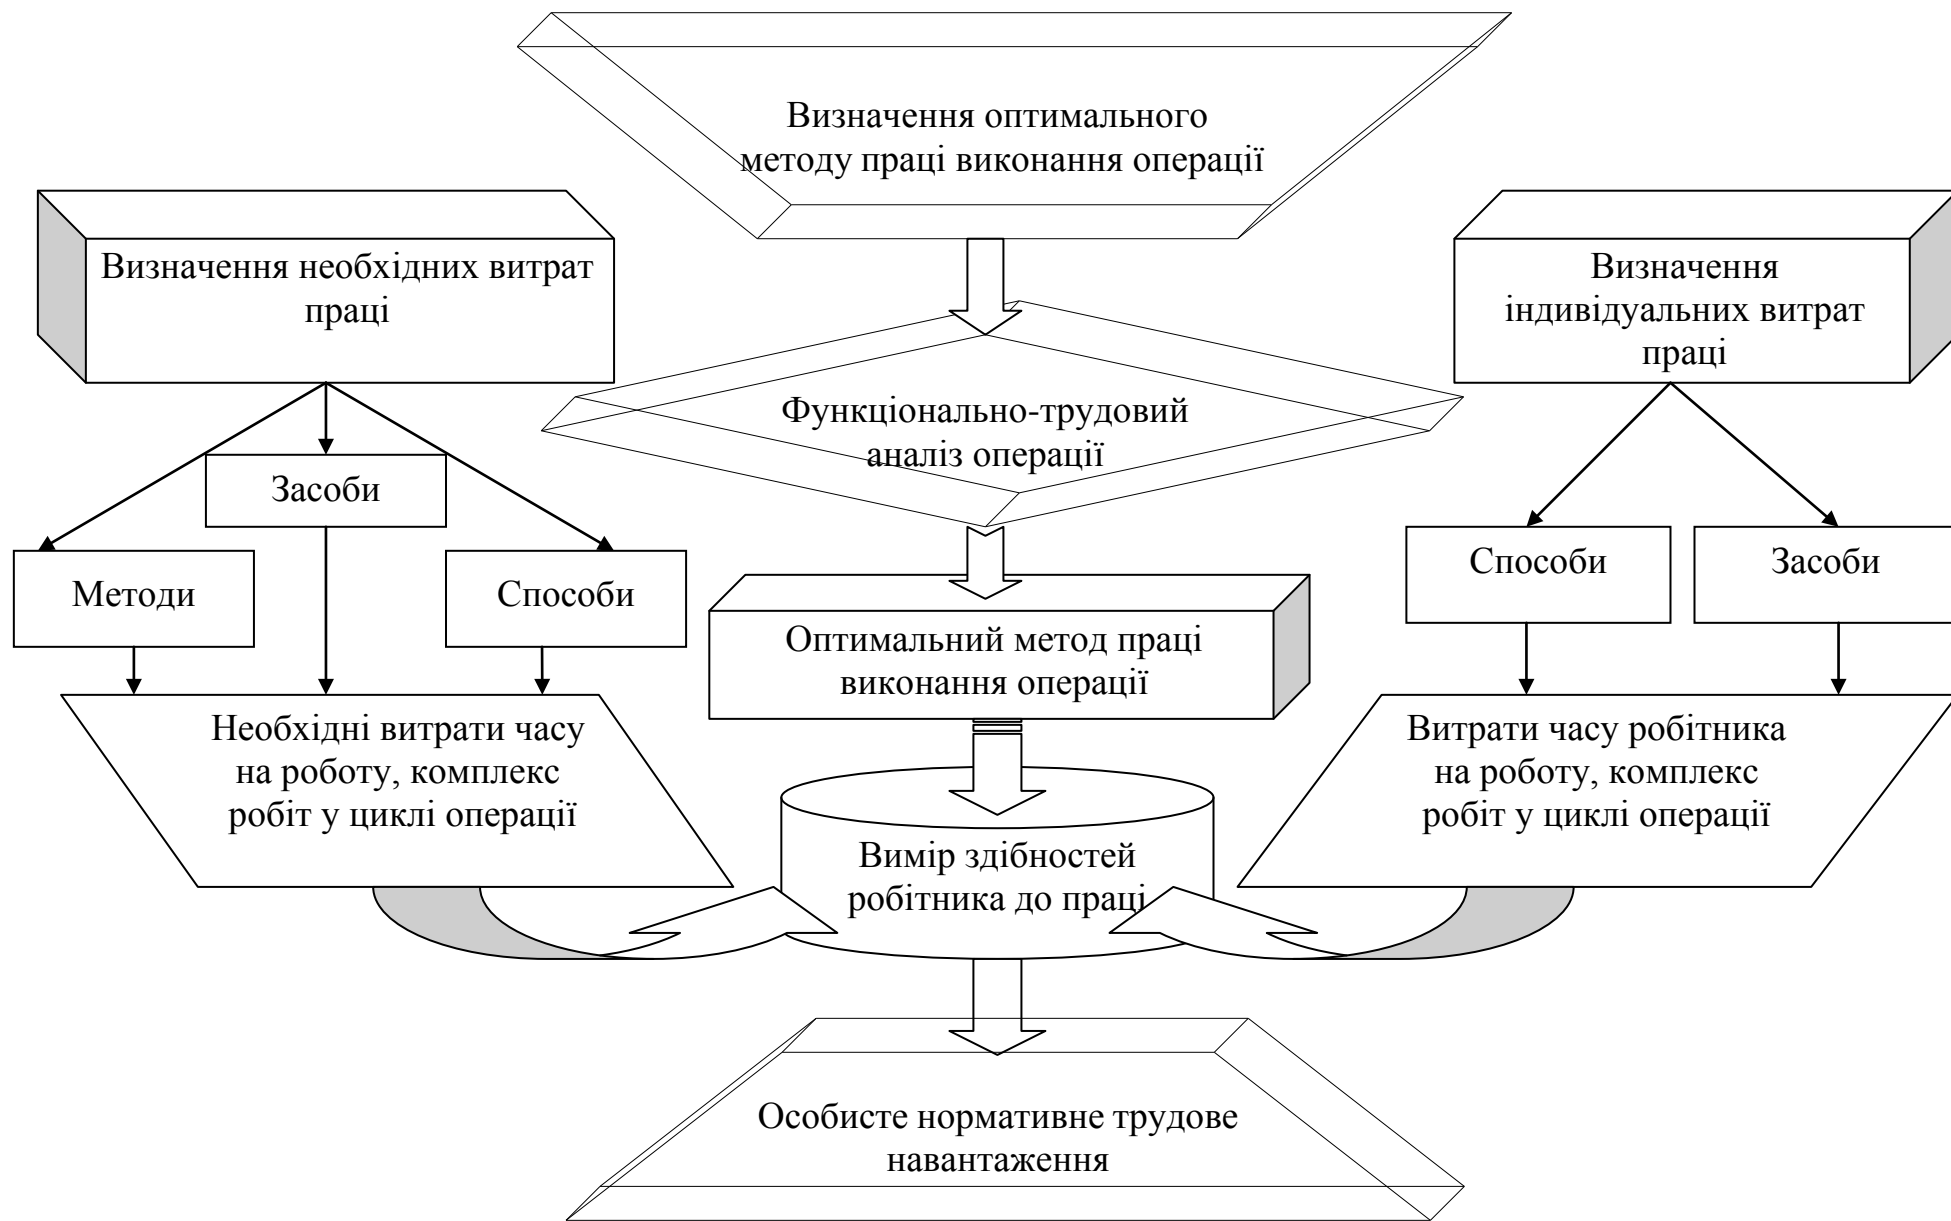 Визначення оптимального
методу праці виконання операції
Визначення необхідних витрат
праці
Визначення
індивідуальних витрат
праці
Функціонально-трудовий
аналіз операції
Засоби
Методи
Способи
Способи
Засоби
Оптимальний метод праці
виконання операції
Необхідні витрати часу
на роботу, комплекс
робіт у циклі операції
Витрати часу робітника
на роботу, комплекс
робіт у циклі операції
Вимір здібностей
робітника до праці
Особисте нормативне трудове
навантаження